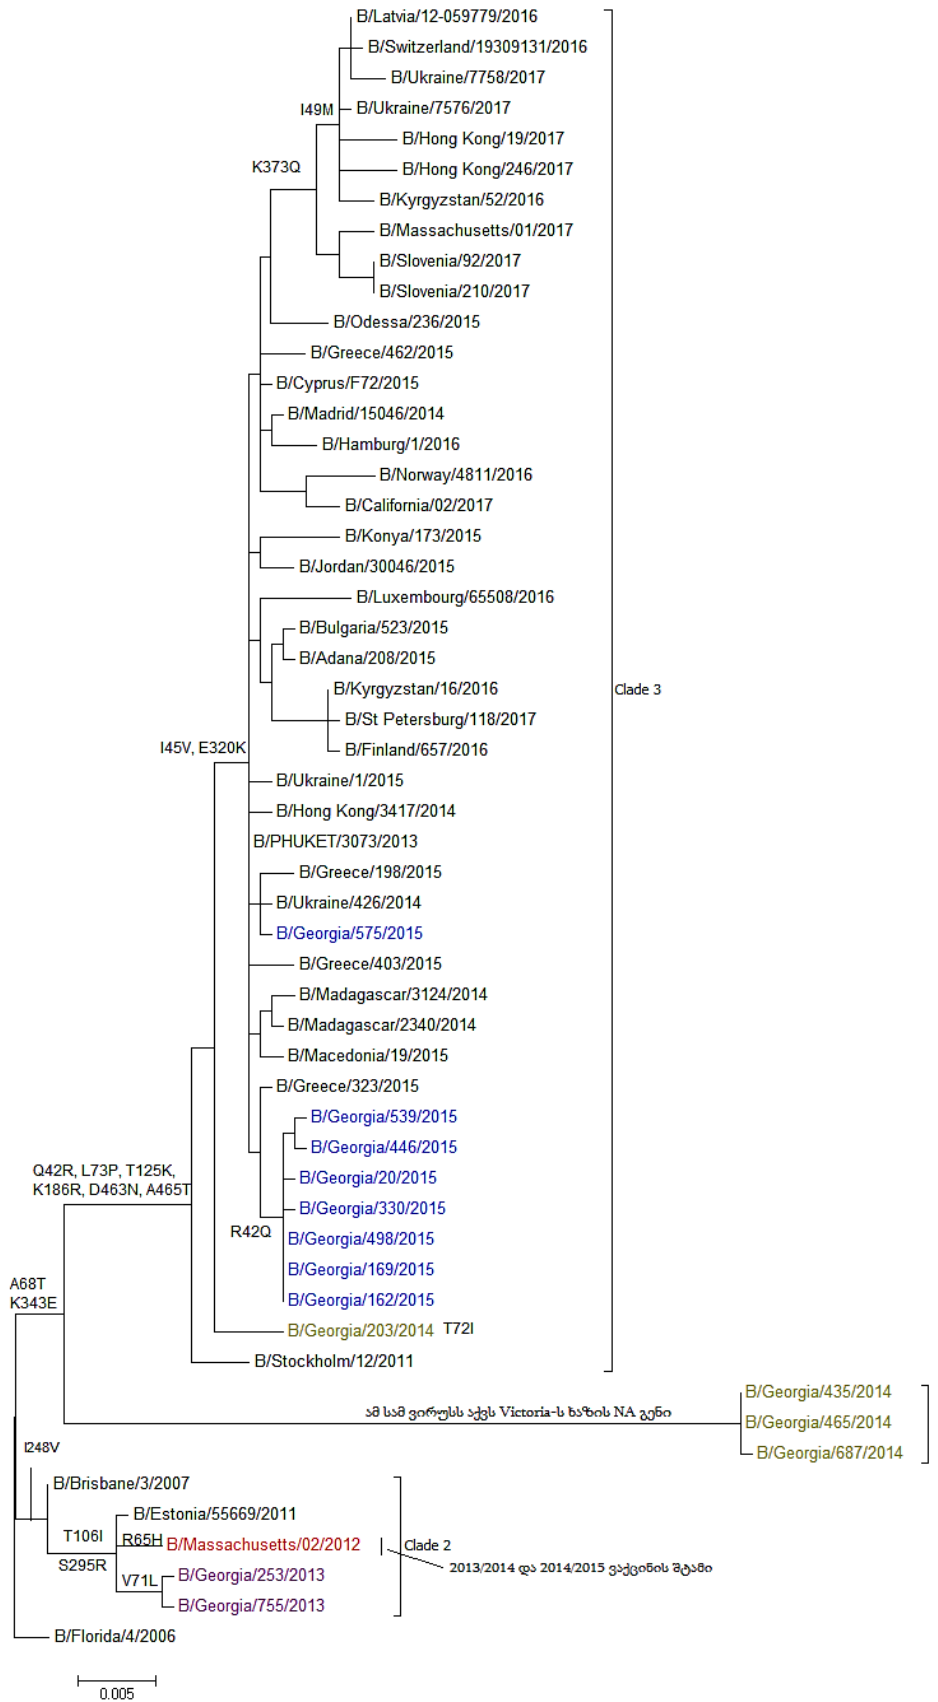 B/Latvia/12-059779/2016
B/Switzerland/19309131/2016
B/Ukraine/7758/2017
I49M
B/Ukraine/7576/2017
B/Hong Kong/19/2017
K373Q
B/Hong Kong/246/2017
B/Kyrgyzstan/52/2016
B/Massachusetts/01/2017
B/Slovenia/92/2017
B/Slovenia/210/2017
B/Odessa/236/2015
B/Greece/462/2015
B/Cyprus/F72/2015
B/Madrid/15046/2014
B/Hamburg/1/2016
B/Norway/4811/2016
B/California/02/2017
B/Konya/173/2015
B/Jordan/30046/2015
B/Luxembourg/65508/2016
B/Bulgaria/523/2015
B/Adana/208/2015
B/Kyrgyzstan/16/2016
Clade 3
B/St Petersburg/118/2017
I45V, E320K
B/Finland/657/2016
B/Ukraine/1/2015
B/Hong Kong/3417/2014
B/PHUKET/3073/2013
B/Greece/198/2015
B/Ukraine/426/2014
B/Georgia/575/2015
B/Greece/403/2015
B/Madagascar/3124/2014
B/Madagascar/2340/2014
B/Macedonia/19/2015
B/Greece/323/2015
B/Georgia/539/2015
B/Georgia/446/2015
Q42R, L73P, T125K,
K186R, D463N, A465T
B/Georgia/20/2015
B/Georgia/330/2015
R42Q
B/Georgia/498/2015
B/Georgia/169/2015
A68T
K343E
B/Georgia/162/2015
B/Georgia/203/2014 T72I
B/Stockholm/12/2011
B/Georgia/435/2014
ამ სამ ვირუსს აქვს Victoria-ს ხაზის NA გენი
B/Georgia/465/2014
B/Georgia/687/2014
I248V
B/Brisbane/3/2007
B/Estonia/55669/2011
T106I
R65H
B/Massachusetts/02/2012
Clade 2
S295R
2013/2014 და 2014/2015 ვაქცინის შტამი
V71L
B/Georgia/253/2013
B/Georgia/755/2013
B/Florida/4/2006
0.005